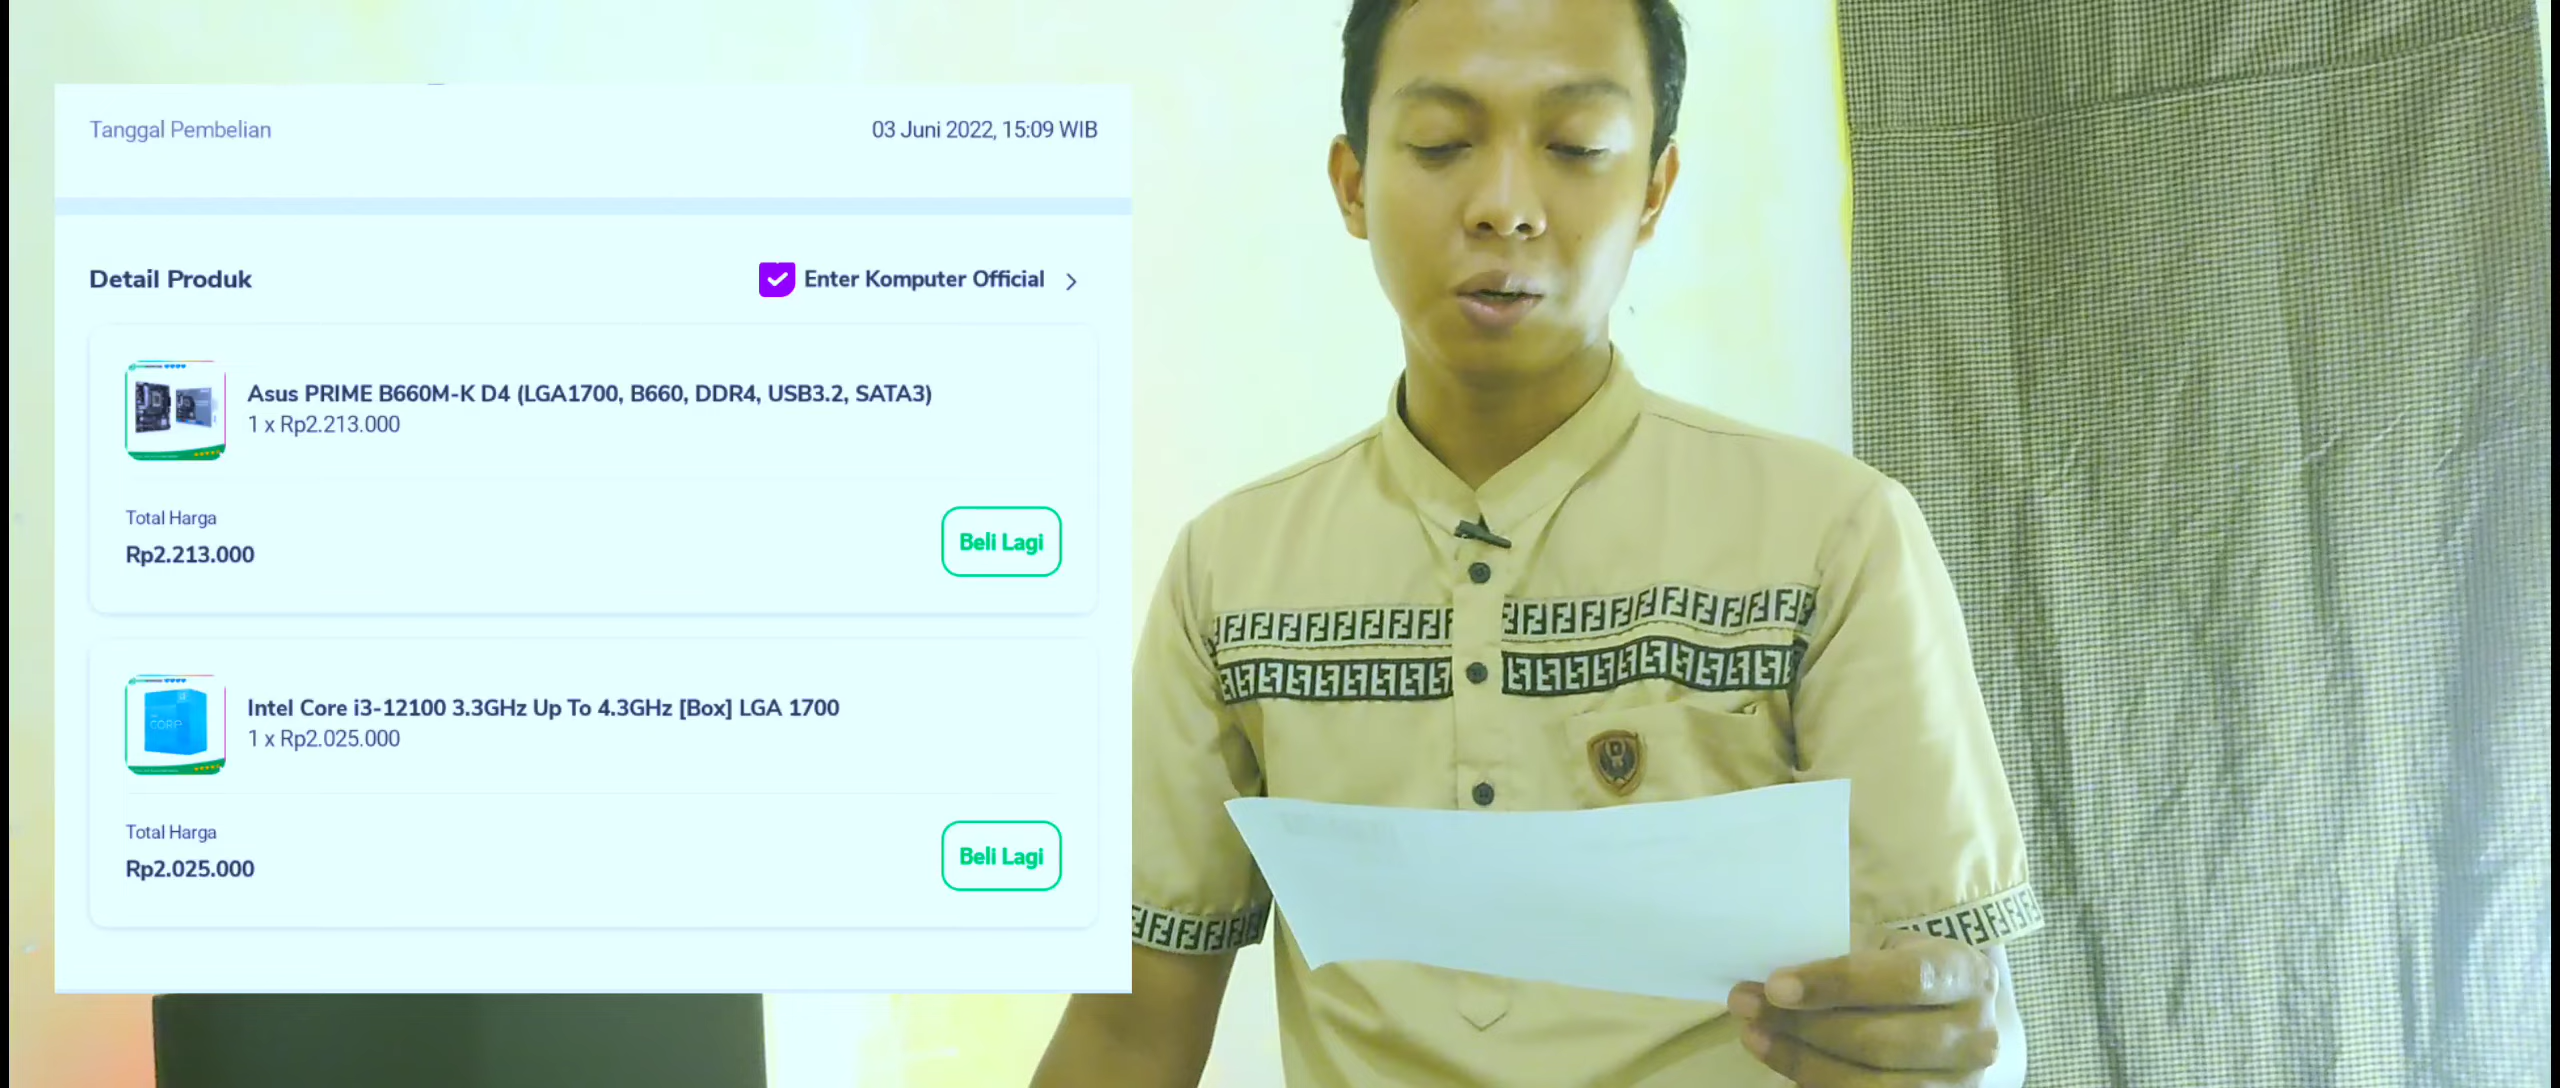 Tanggal Pembelian
03 Juni 2022, 15:09 WIB
Detail Produk
Enter Komputer Official
Asus PRIME B660M-K D4 (LGA1700, B660, DDR4, USB3.2, SATA3)
1 x Rp2.213.000
Total Harga
Rp2.213.000
Beli Lagi
CORE
Intel Core i3-12100 3.3GHz Up To 4.3GHz [Box] LGA 1700
1 x Rp2.025.000
Total Harga
Rp2.025.000
Beli Lagi